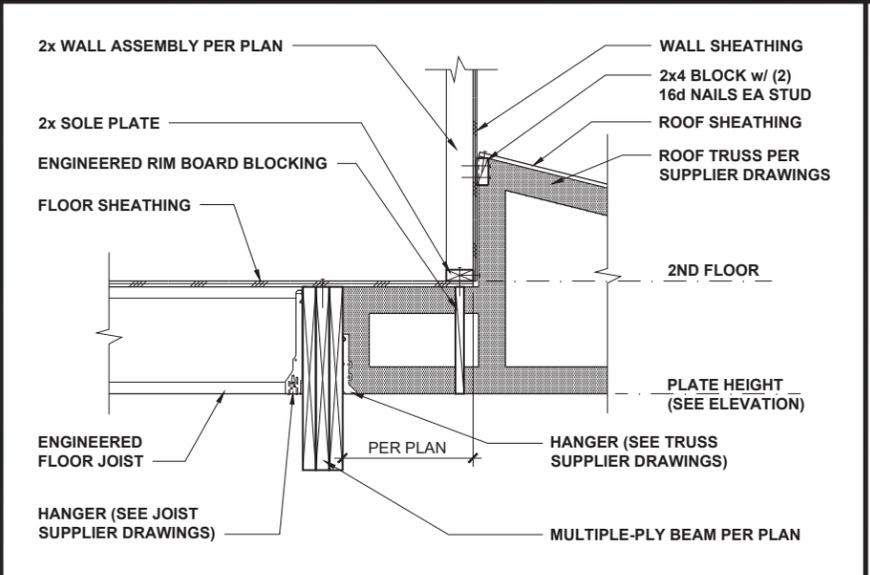 2x WALL ASSEMBLY PER PLAN
2x SOLE PLATE
ENGINEERED RIM BOARD BLOCKING
FLOOR SHEATHING
WALL SHEATHING
2x4 BLOCK w/ (2)
16d NAILS EA STUD
ROOF SHEATHING
ROOF TRUSS PER
SUPPLIER DRAWINGS
2ND FLOOR
PLATE HEIGHT
(SEE ELEVATION)
ENGINEERED
FLOOR JOIST
PER PLAN
HANGER (SEE TRUSS
SUPPLIER DRAWINGS)
HANGER (SEE JOIST
SUPPLIER DRAWINGS)
MULTIPLE-PLY BEAM PER PLAN